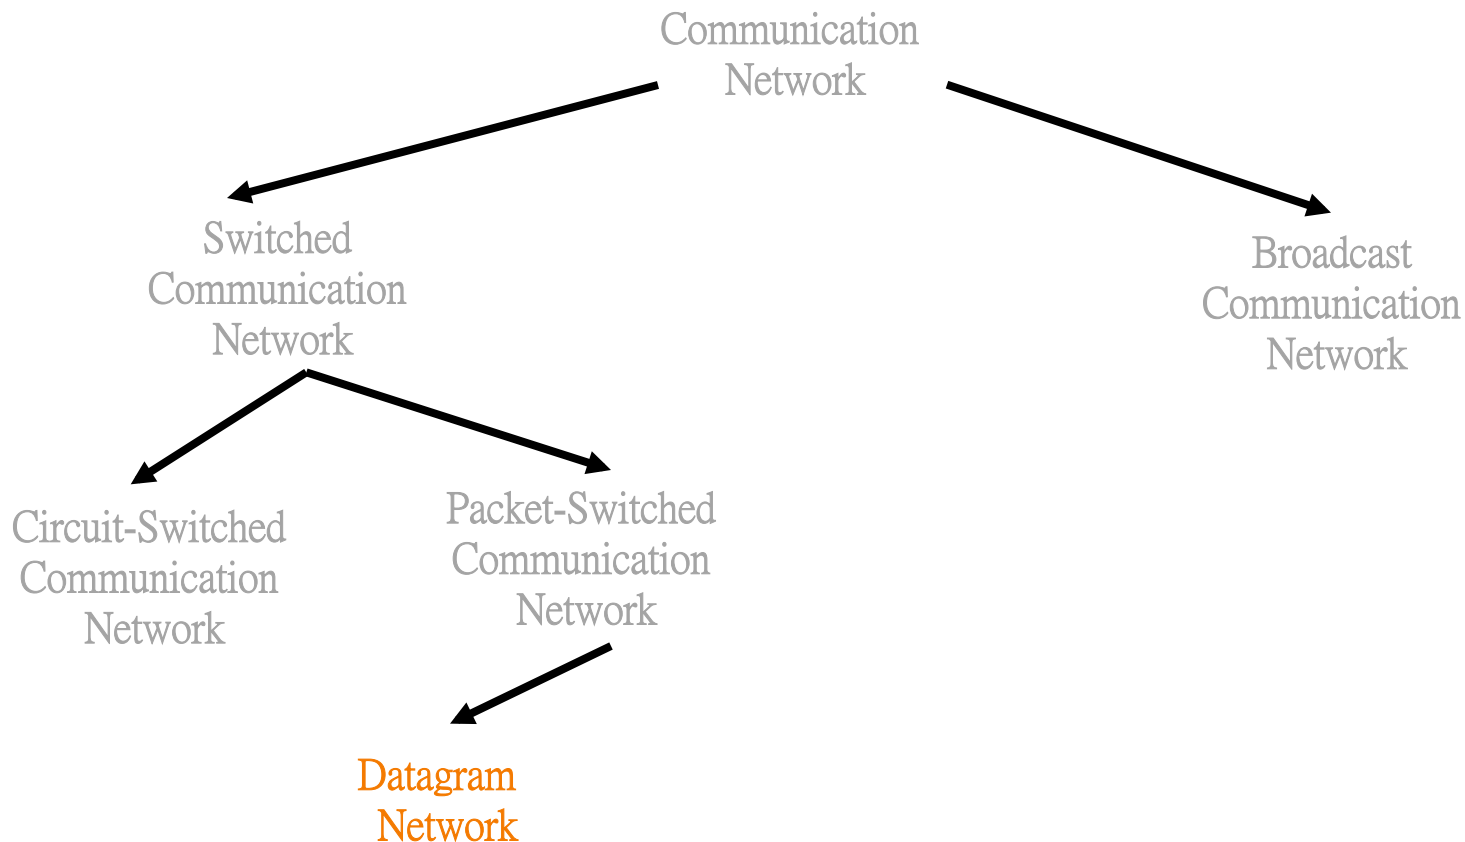 Communication
Network
Switched
Communication
Network
Broadcast
Communication
Network
Circuit-Switched
Communication
Network
Packet-Switched
Communication
Network
Datagram
Network